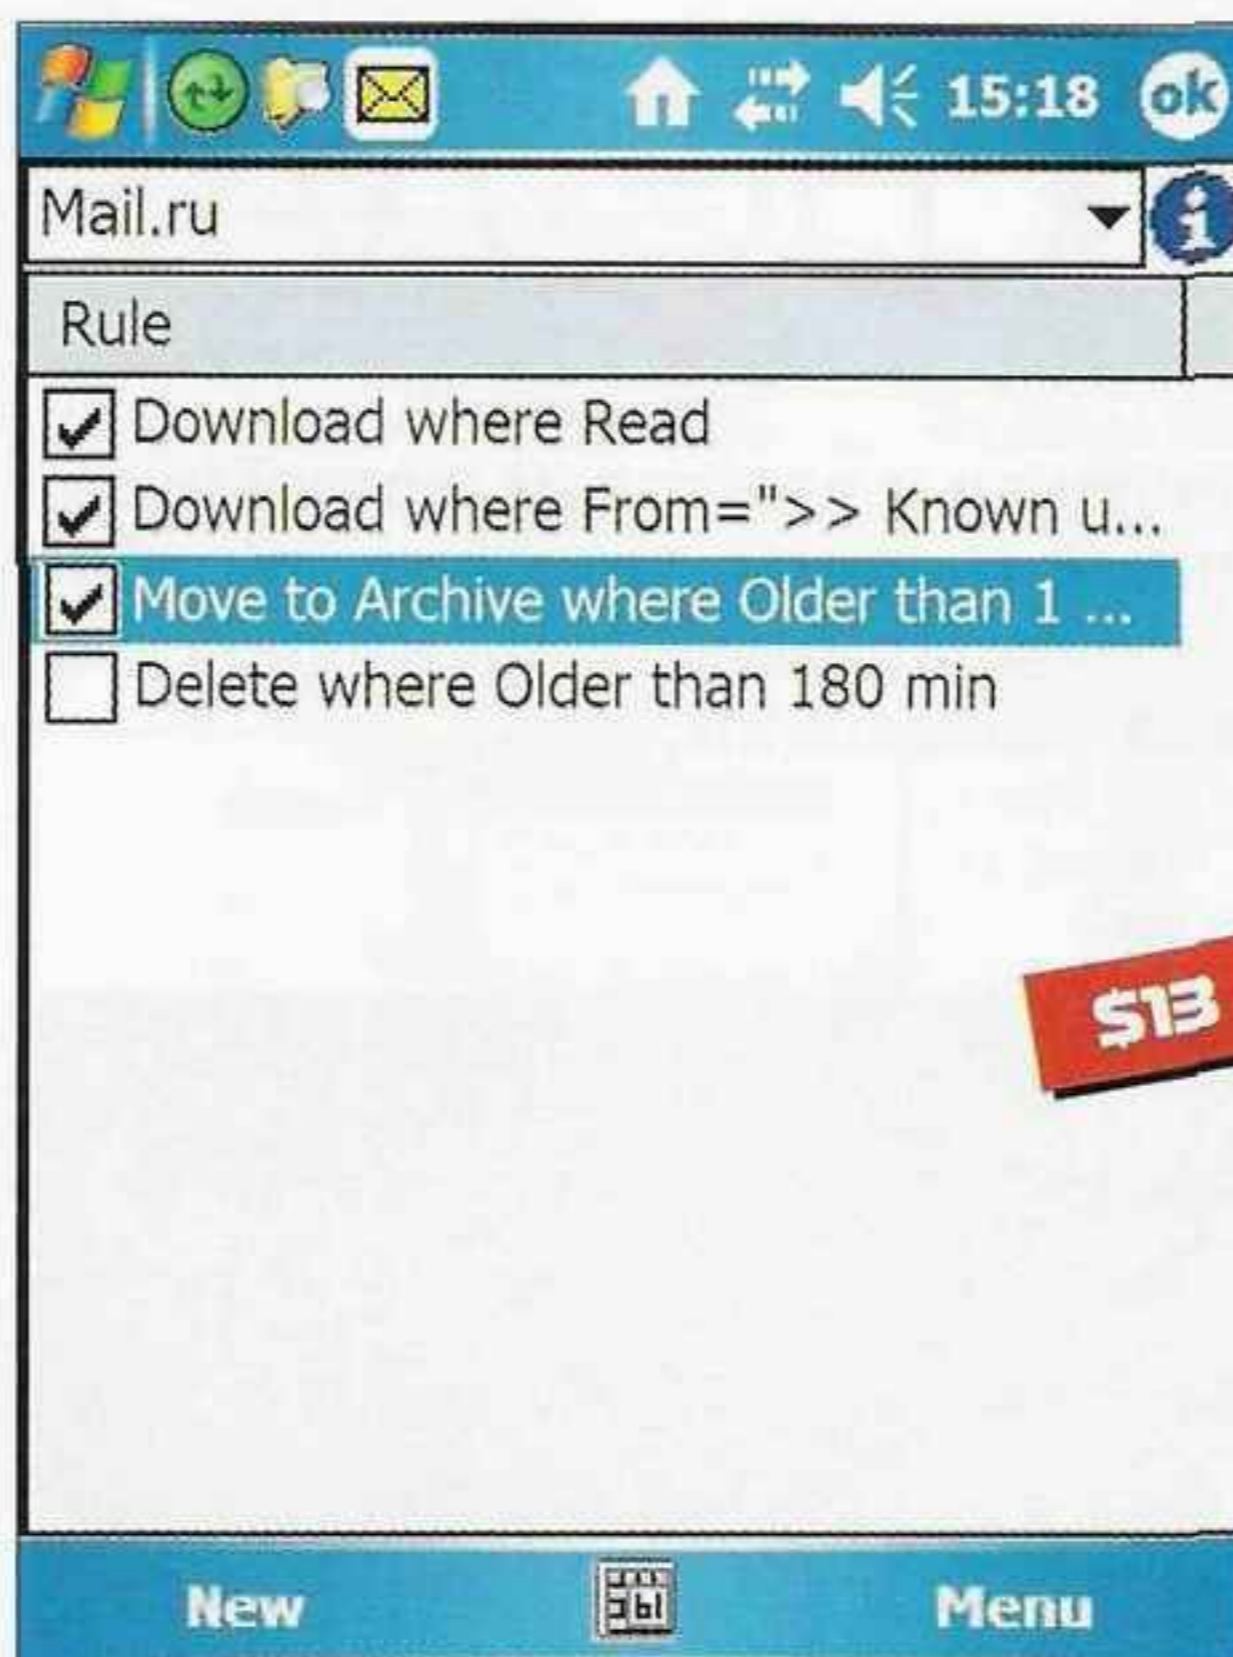 15:18 ok
Mail.ru
Rule
Download where Read
Download where From=">> Known u...
Move to Archive where Older than 1 ...
Delete where Older than 180 min
$13
New
Menu